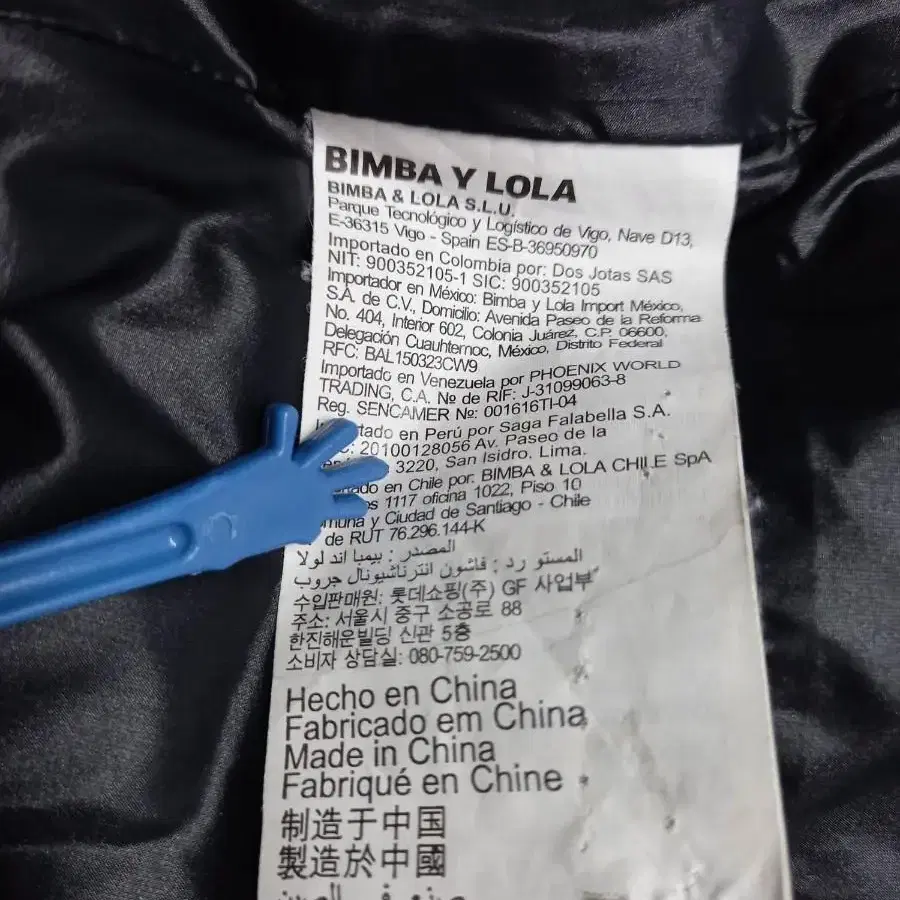 BIMBA Y LOLA
BIMBA & LOLA S.L.U.
Parque Tecnológico y Logístico de Vigo, Nave D13,
E-36315 Vigo - Spain ES-B-36950970
Importado en Colombia por: Dos Jotas SAS
NIT: 900352105-1 SIC: 900352105
Importador en México: Bimba y Lola Import México,
S.A. de C.V., Domicilio: Avenida Paseo de la Reforma
No. 404, Interior 602, Colonia Juárez, C.P. 06600,
Delegación Cuauhtemoc, México, Distrito Federal
RFC: BAL150323CW9
Importado en Venezuela por PHOENIX WORLD
TRADING, C.A. Nº de RIF: J-31099063-8
Reg. SENCAMER Nº: 001616TI-04
tado en Perú por Saga Falabella S.A.
: 20100128056 Av. Paseo de la
3220, San Isidro. Lima.
do en Chile por: BIMBA & LOLA CHILE SpA
s 1117 oficina 1022, Piso 10
muna y Ciudad de Santiago - Chile
de RUT 76.296.144-K
المصدر : بيمبا اند لولا
المستو رد : فاشون انترناشيونال جروب
수입판매원: 롯데쇼핑(주) GF 사업부
주소: 서울시 중구 소공로 88
한진해운빌딩 신관 5층
소비자 상담실: 080-759-2500
Hecho en China
Fabricado em China
Made in China
Fabriqué en Chine
制造于中国
製造於中國